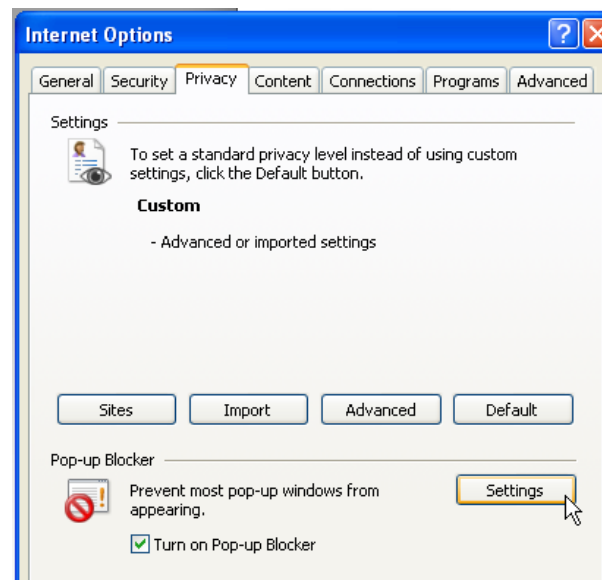 Internet Options
General Security Privacy Content Connections Programs Advanced
Settings
To set a standard privacy level instead of using custom
settings, click the Default button.
Custom
- Advanced or imported settings
Sites Import Advanced Default
Pop-up Blocker
Prevent most pop-up windows from
appearing.
Settings
Turn on Pop-up Blocker